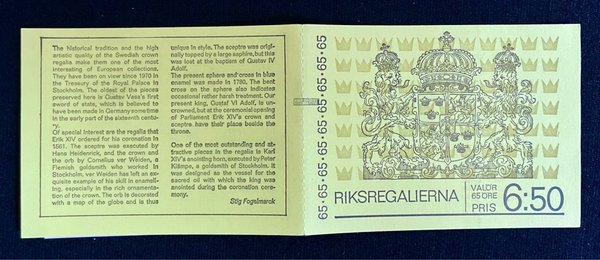 The historical tradition and the high
artistic quality of the Swedish crown
regalia make them one of the most
interesting of European collections.
They have been on view since 1970
in the Treasury of the Royal Palace in
Stockholm. The oldest of the pieces
preserved here is Gustav Vasa's first
sword of state, which is believed to
have been made in Germany some time
in the early part of the sixteenth centu-
ry.
Of special interest are the regalia that
Erik XIV ordered for his coronation in
1561. The sceptre was executed by
Hans Heidenrick, and the crown and
the orb by Cornelius ver Weiden, a
Flemish goldsmith who worked in
Stockholm. ver Weiden has left an ex-
quisite example of his skill in enamell-
ing, especially in the rich ornamenta-
tion of the crown. The orb is decorated
with a map of the globe and is thus
unique in style. The sceptre was origi-
nally topped by a large saphire, but this
was lost at the baptism of Gustav IV
Adolf.
The present sphere and cross in blue
enamel was made in 1780. The bent
cross on the sphere also indicates
occasional rather harsh treatment. Our
present king, Gustaf VI Adolf, is un-
crowned, but at the ceremonial opening
of Parliament Erik XIV's crown and
sceptre have their place beside the
throne.
One of the most outstanding and at-
tractive pieces in the regalia is Karl
XIV's anointing horn, executed by Peter
Kilämpe, a goldsmith of Stockholm. It
was designed as the vessel for the
sacred oil with which the king was
anointed during the coronation cere-
mony.
Stig Fogelmarck
65·65·65·65·65·65·65·65·65·65
RIKSREGALIERNA
VALÖR
65 ÖRE
PRIS
6:50